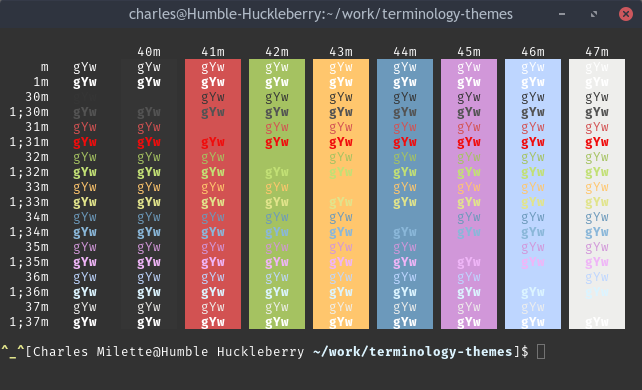 charles@Humble-Huckleberry:~/work/terminology-themes
40m 41m 42m 43m 44m 45m 46m 47m
m gYw gYw gYw gYw gYw gYw gYw gYw gYw
1m gYw gYw gYw gYw gYw gYw gYw gYw gYw
30m gYw gYw gYw gYw gYw gYw gYw
1;30m gYw gYw gYw gYw gYw gYw gYw gYw gYw
31m gYw gYw gYw gYw gYw gYw gYw gYw
1;31m gYw gYw gYw gYw gYw gYw gYw gYw gYw
32m gYw gYw gYw gYw gYw gYw gYw gYw
1;32m gYw gYw gYw gYw gYw gYw gYw gYw gYw
33m gYw gYw gYw gYw gYw gYw gYw gYw
1;33m gYw gYw gYw gYw gYw gYw gYw gYw gYw
34m gYw gYw gYw gYw gYw gYw gYw gYw
1;34m gYw gYw gYw gYw gYw gYw gYw gYw gYw
35m gYw gYw gYw gYw gYw gYw gYw gYw
1;35m gYw gYw gYw gYw gYw gYw gYw gYw gYw
36m gYw gYw gYw gYw gYw gYw gYw gYw
1;36m gYw gYw gYw gYw gYw gYw gYw gYw gYw
37m gYw gYw gYw gYw gYw gYw gYw gYw
1;37m gYw gYw gYw gYw gYw gYw gYw gYw gYw
^_^[Charles Milette@Humble Huckleberry ~/work/terminology-themes]$